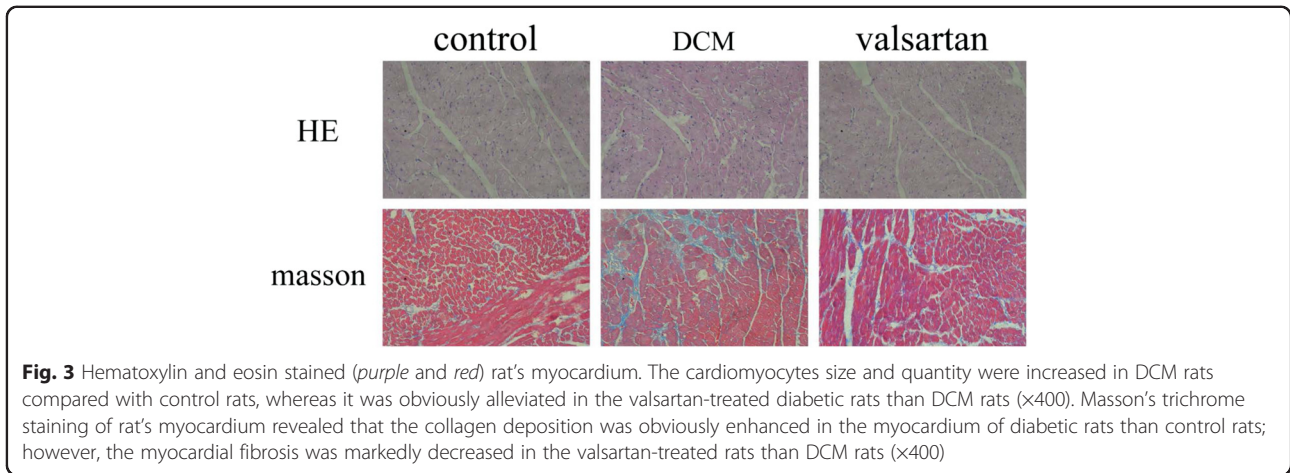 control DCM valsartan
HE
masson
Fig. 3 Hematoxylin and eosin stained (purple and red) rat's myocardium. The cardiomyocytes size and quantity were increased in DCM rats
compared with control rats, whereas it was obviously alleviated in the valsartan-treated diabetic rats than DCM rats (×400). Masson's trichrome
staining of rat's myocardium revealed that the collagen deposition was obviously enhanced in the myocardium of diabetic rats than control rats;
however, the myocardial fibrosis was markedly decreased in the valsartan-treated rats than DCM rats (×400)